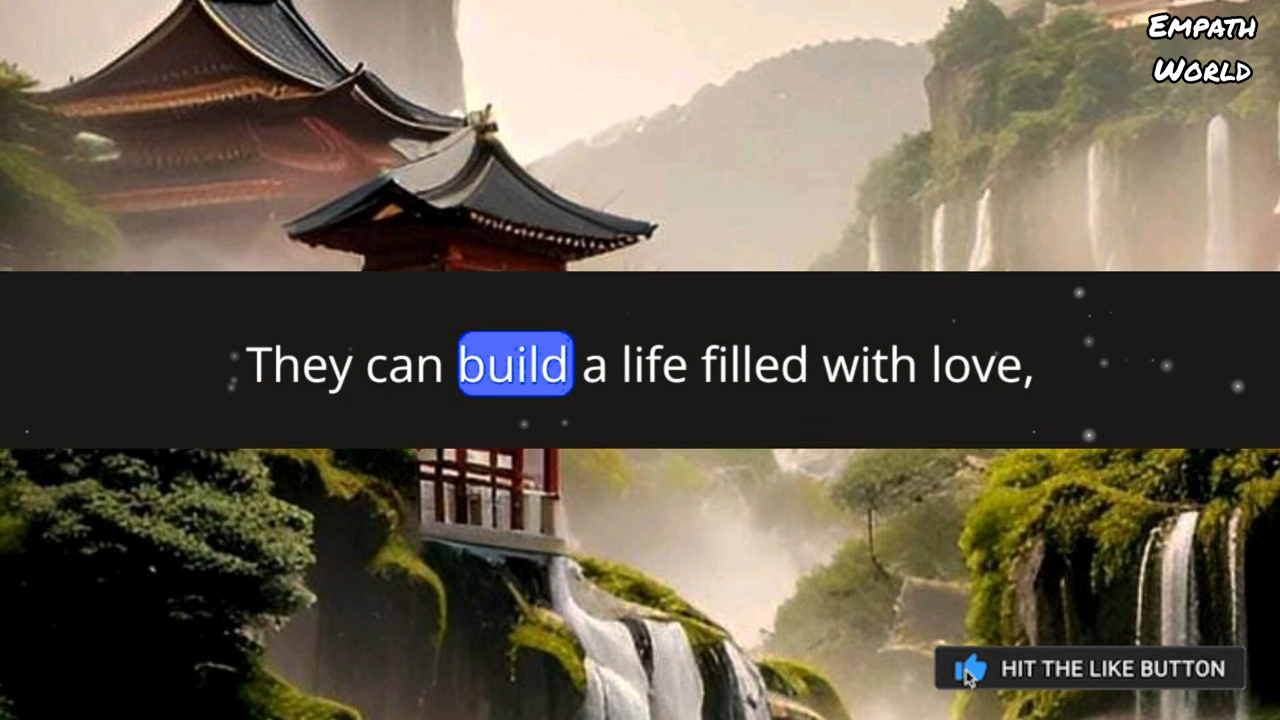 EMPATH
WORLD
They can build a life filled with love,
HIT THE LIKE BUTTON